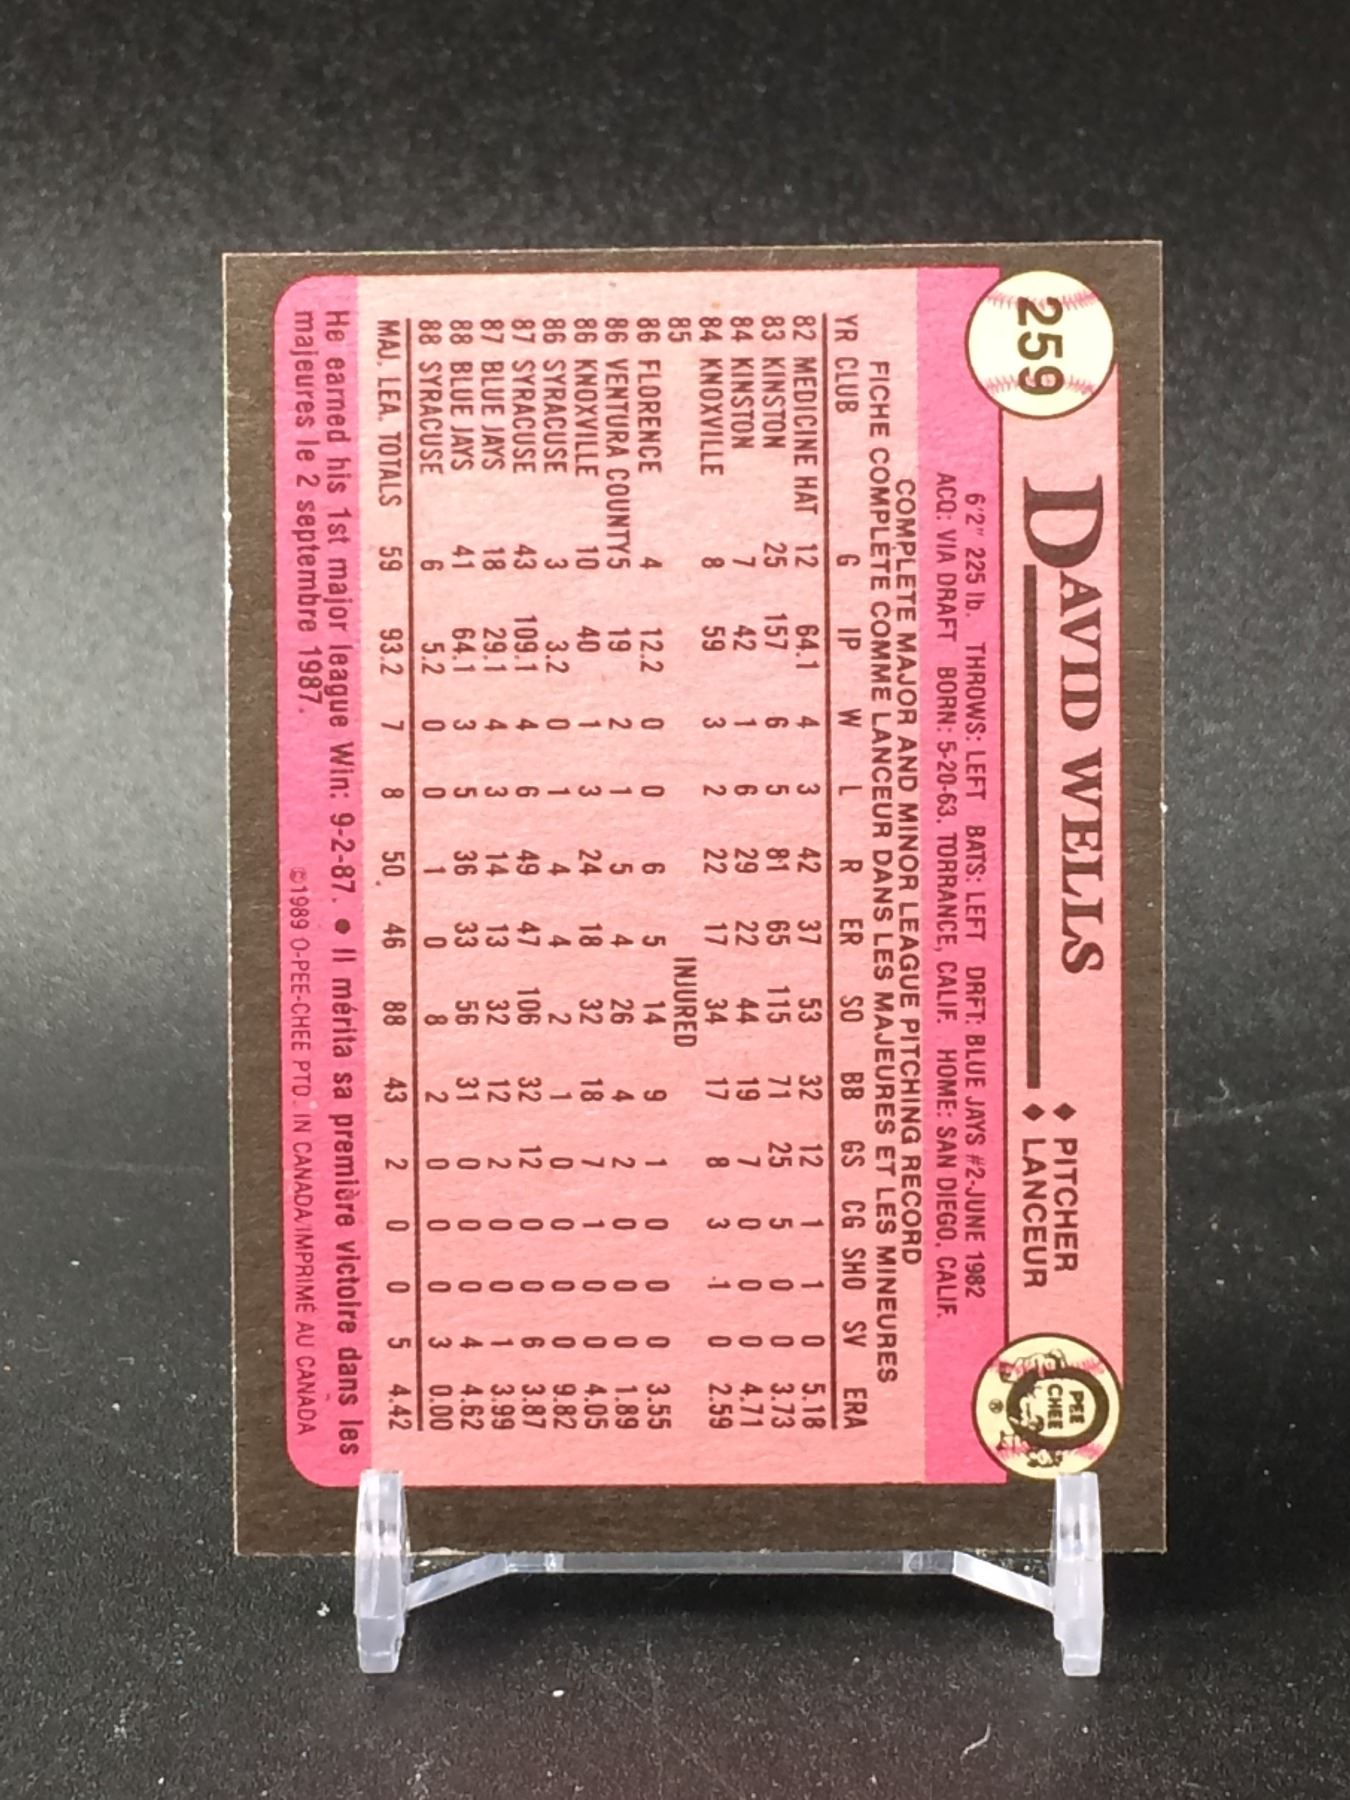 259
DAVID WELLS
♦ PITCHER
♦ LANCEUR
PEE
CHEE
®
6'2" 225 lb. THROWS: LEFT BATS: LEFT DRFT: BLUE JAYS #2-JUNE 1982
ACQ: VIA DRAFT BORN: 5-20-63, TORRANCE, CALIF. HOME: SAN DIEGO, CALIF.
COMPLETE MAJOR AND MINOR LEAGUE PITCHING RECORD
FICHE COMPLÈTE COMME LANCEUR DANS LES MAJEURES ET LES MINEURES
YR CLUB G IP W L R ER SO BB GS CG SHO SV ERA
82 MEDICINE HAT 12 64.1 4 3 42 37 53 32 12 1 1 0 5.18
83 KINSTON 25 157 6 5 81 65 115 71 25 5 0 0 3.73
84 KINSTON 7 42 1 6 29 22 44 19 7 0 0 0 4.71
84 KNOXVILLE 8 59 3 2 22 17 34 17 8 3 1 0 2.59
85 INJURED
86 FLORENCE 4 12.2 0 0 6 5 14 9 1 0 0 0 3.55
86 VENTURA COUNTY 5 19 2 1 5 4 26 4 2 0 0 0 1.89
86 KNOXVILLE 10 40 1 3 24 18 32 18 7 1 0 0 4.05
86 SYRACUSE 3 3.2 0 1 4 4 2 1 0 0 0 0 9.82
87 SYRACUSE 43 109.1 4 6 49 47 106 32 12 0 0 6 3.87
87 BLUE JAYS 18 29.1 4 3 14 13 32 12 2 0 0 1 3.99
88 BLUE JAYS 41 64.1 3 5 36 33 56 31 0 0 0 4 4.62
88 SYRACUSE 6 5.2 0 0 1 0 8 2 0 0 0 3 0.00
MAJ. LEA. TOTALS 59 93.2 7 8 50 46 88 43 2 0 0 5 4.42
He earned his 1st major league Win: 9-2-87. ● Il mérita sa première victoire dans les
majeures le 2 septembre 1987.
©1989 O-PEE-CHEE PTD. IN CANADA/IMPRIMÉ AU CANADA